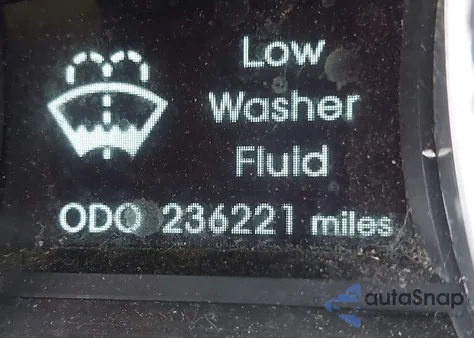 Low
Washer
Fluid
ODO 236221 miles
autoSnap